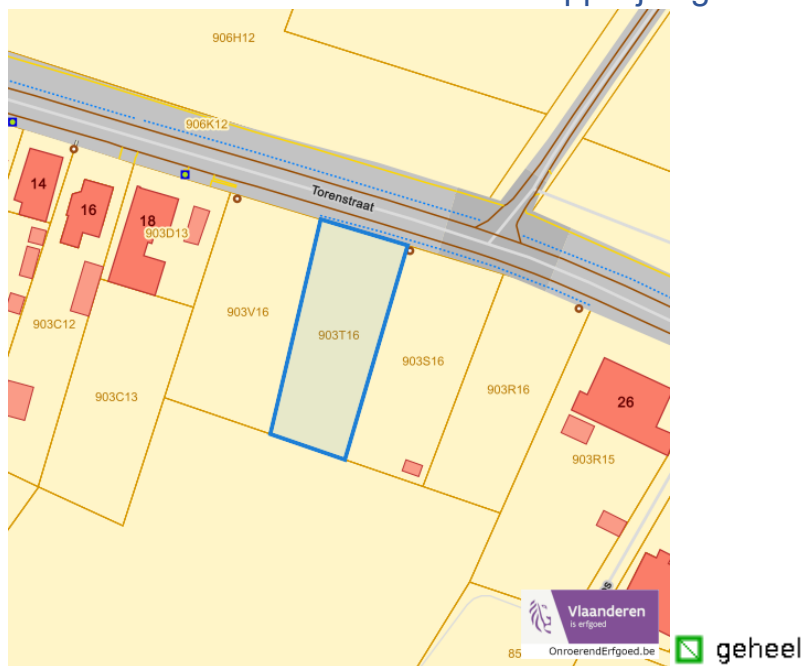 906H12
906K12
Torenstraat
14
16
18
903D13
903V16
903T16
903C12
903S16
903C13
903R16
26
903R15
Vlaanderen
is erfgoed
OnroerendErfgoed.be
85
geheel